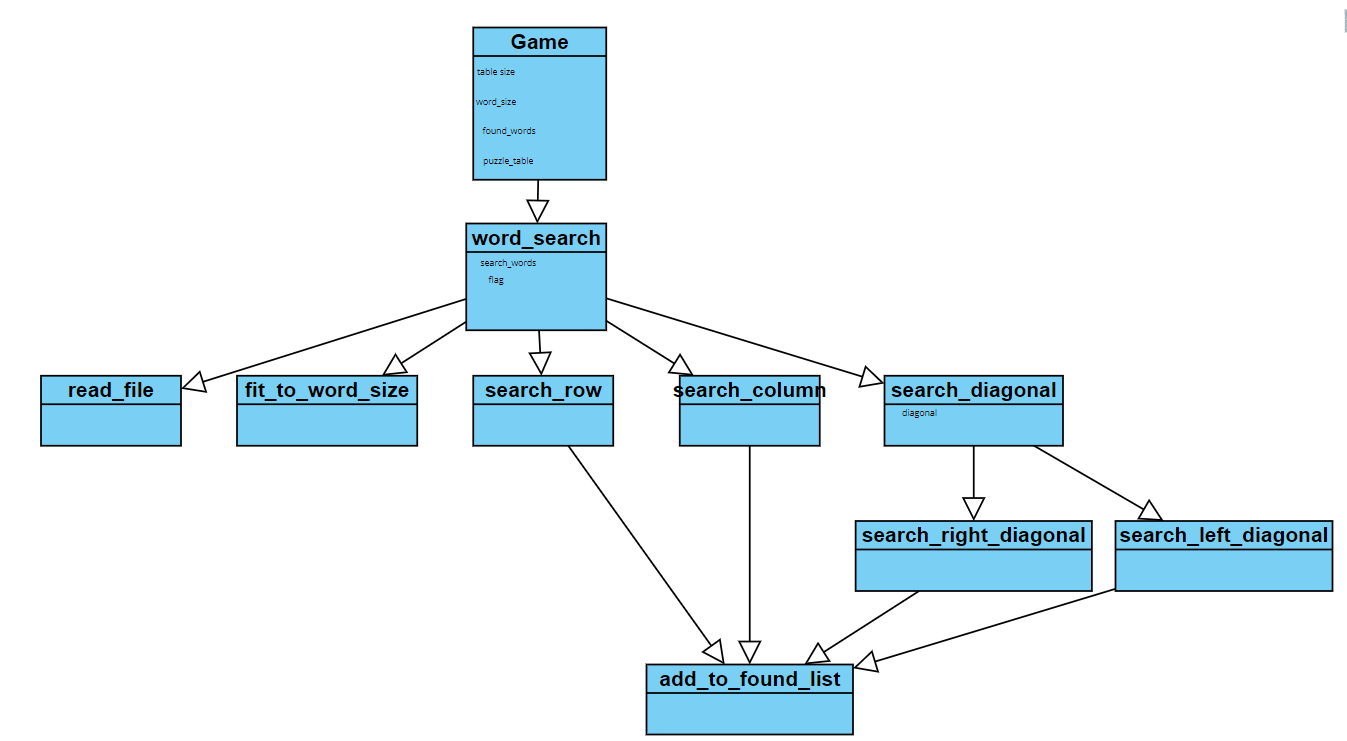 Game
table size
word_size
found_words
puzzle_table
word_search
search_words
flag
read_file
fit_to_word_size
search_row
search_column
search_diagonal
diagonal
search_right_diagonal
search_left_diagonal
add_to_found_list